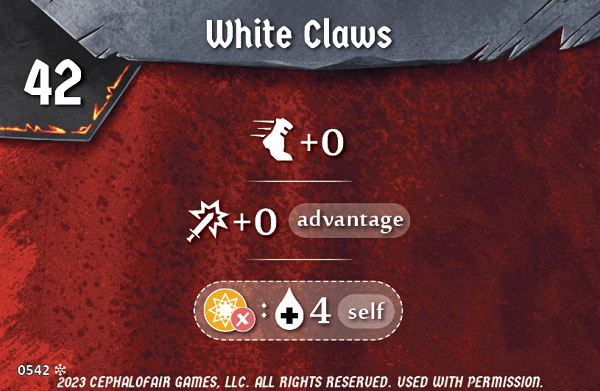 White Claws
42
+0
+0 advantage
: 4 self
0542
2023 CEPHALOFAIR GAMES, LLC. ALL RIGHTS RESERVED. USED WITH PERMISSION.